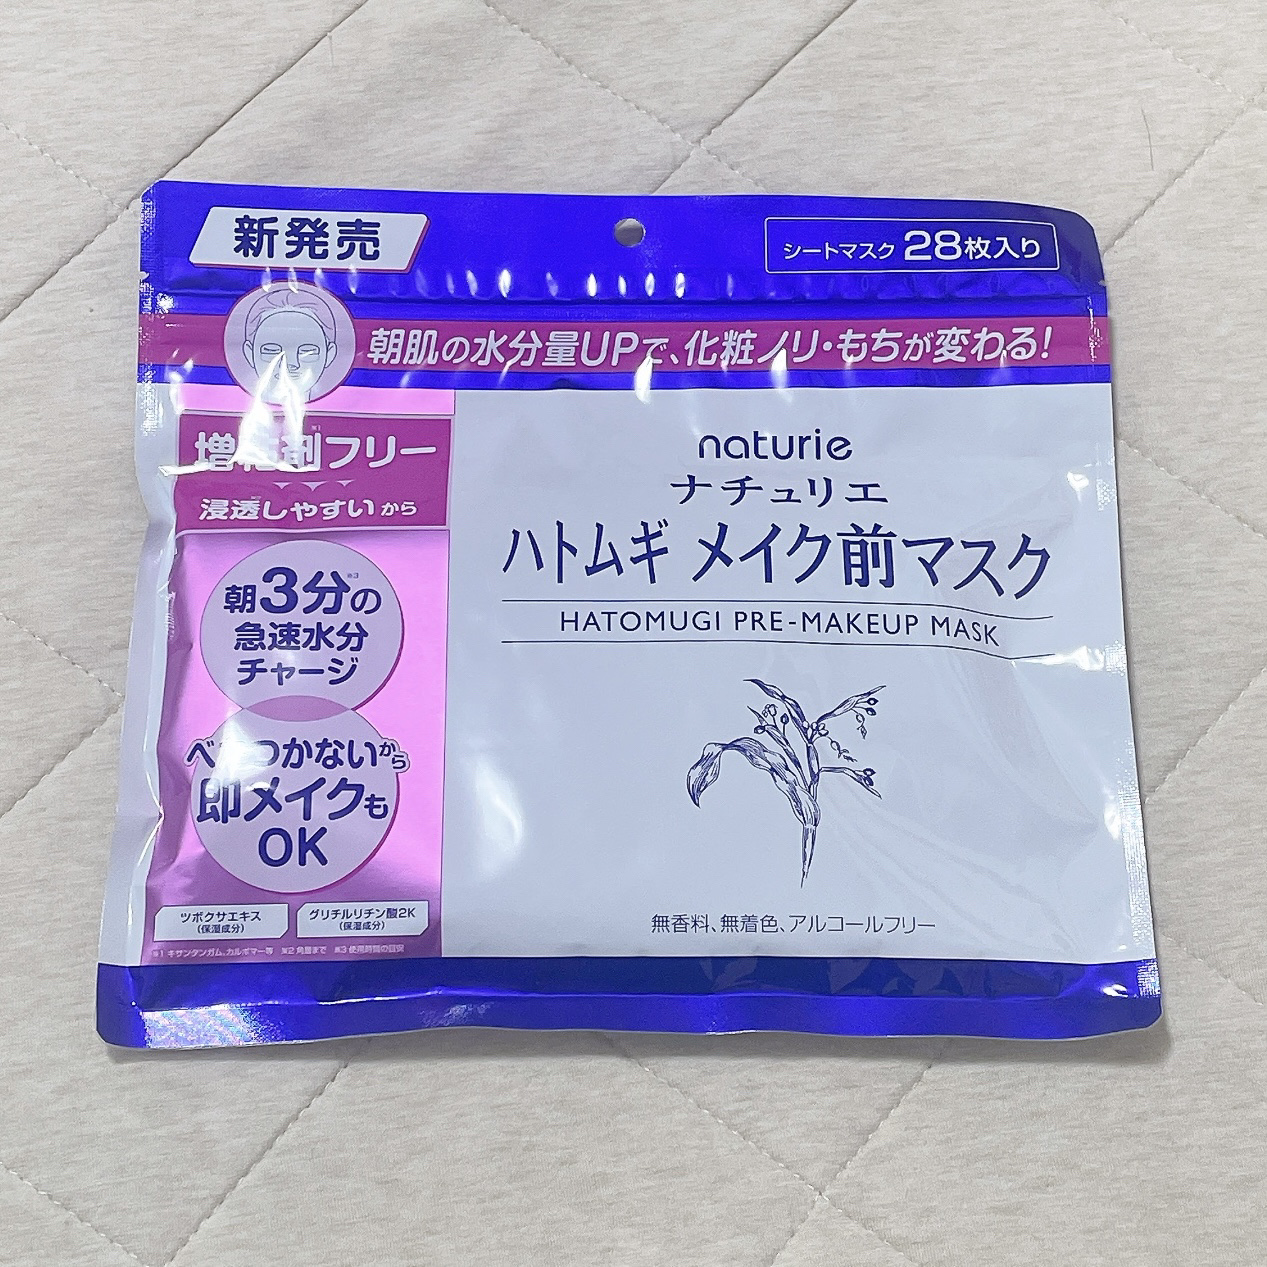 新発売
シートマスク 28枚入り
朝肌の水分量UPで、化粧ノリ・もちが変わる!
増粘剤フリー
浸透しやすいから
朝3分の※3
急速水分
チャージ
べたつかないから
即メイクも
OK
ツボクサエキス
(保湿成分)
グリチルリチン酸2K
(保湿成分)
※1 キサンタンガム、カルボマー等 ※2 角層まで ※3 使用時間の目安
naturie
ナチュリエ
ハトムギ メイク前マスク
HATOMUGI PRE-MAKEUP MASK
無香料、無着色、アルコールフリー